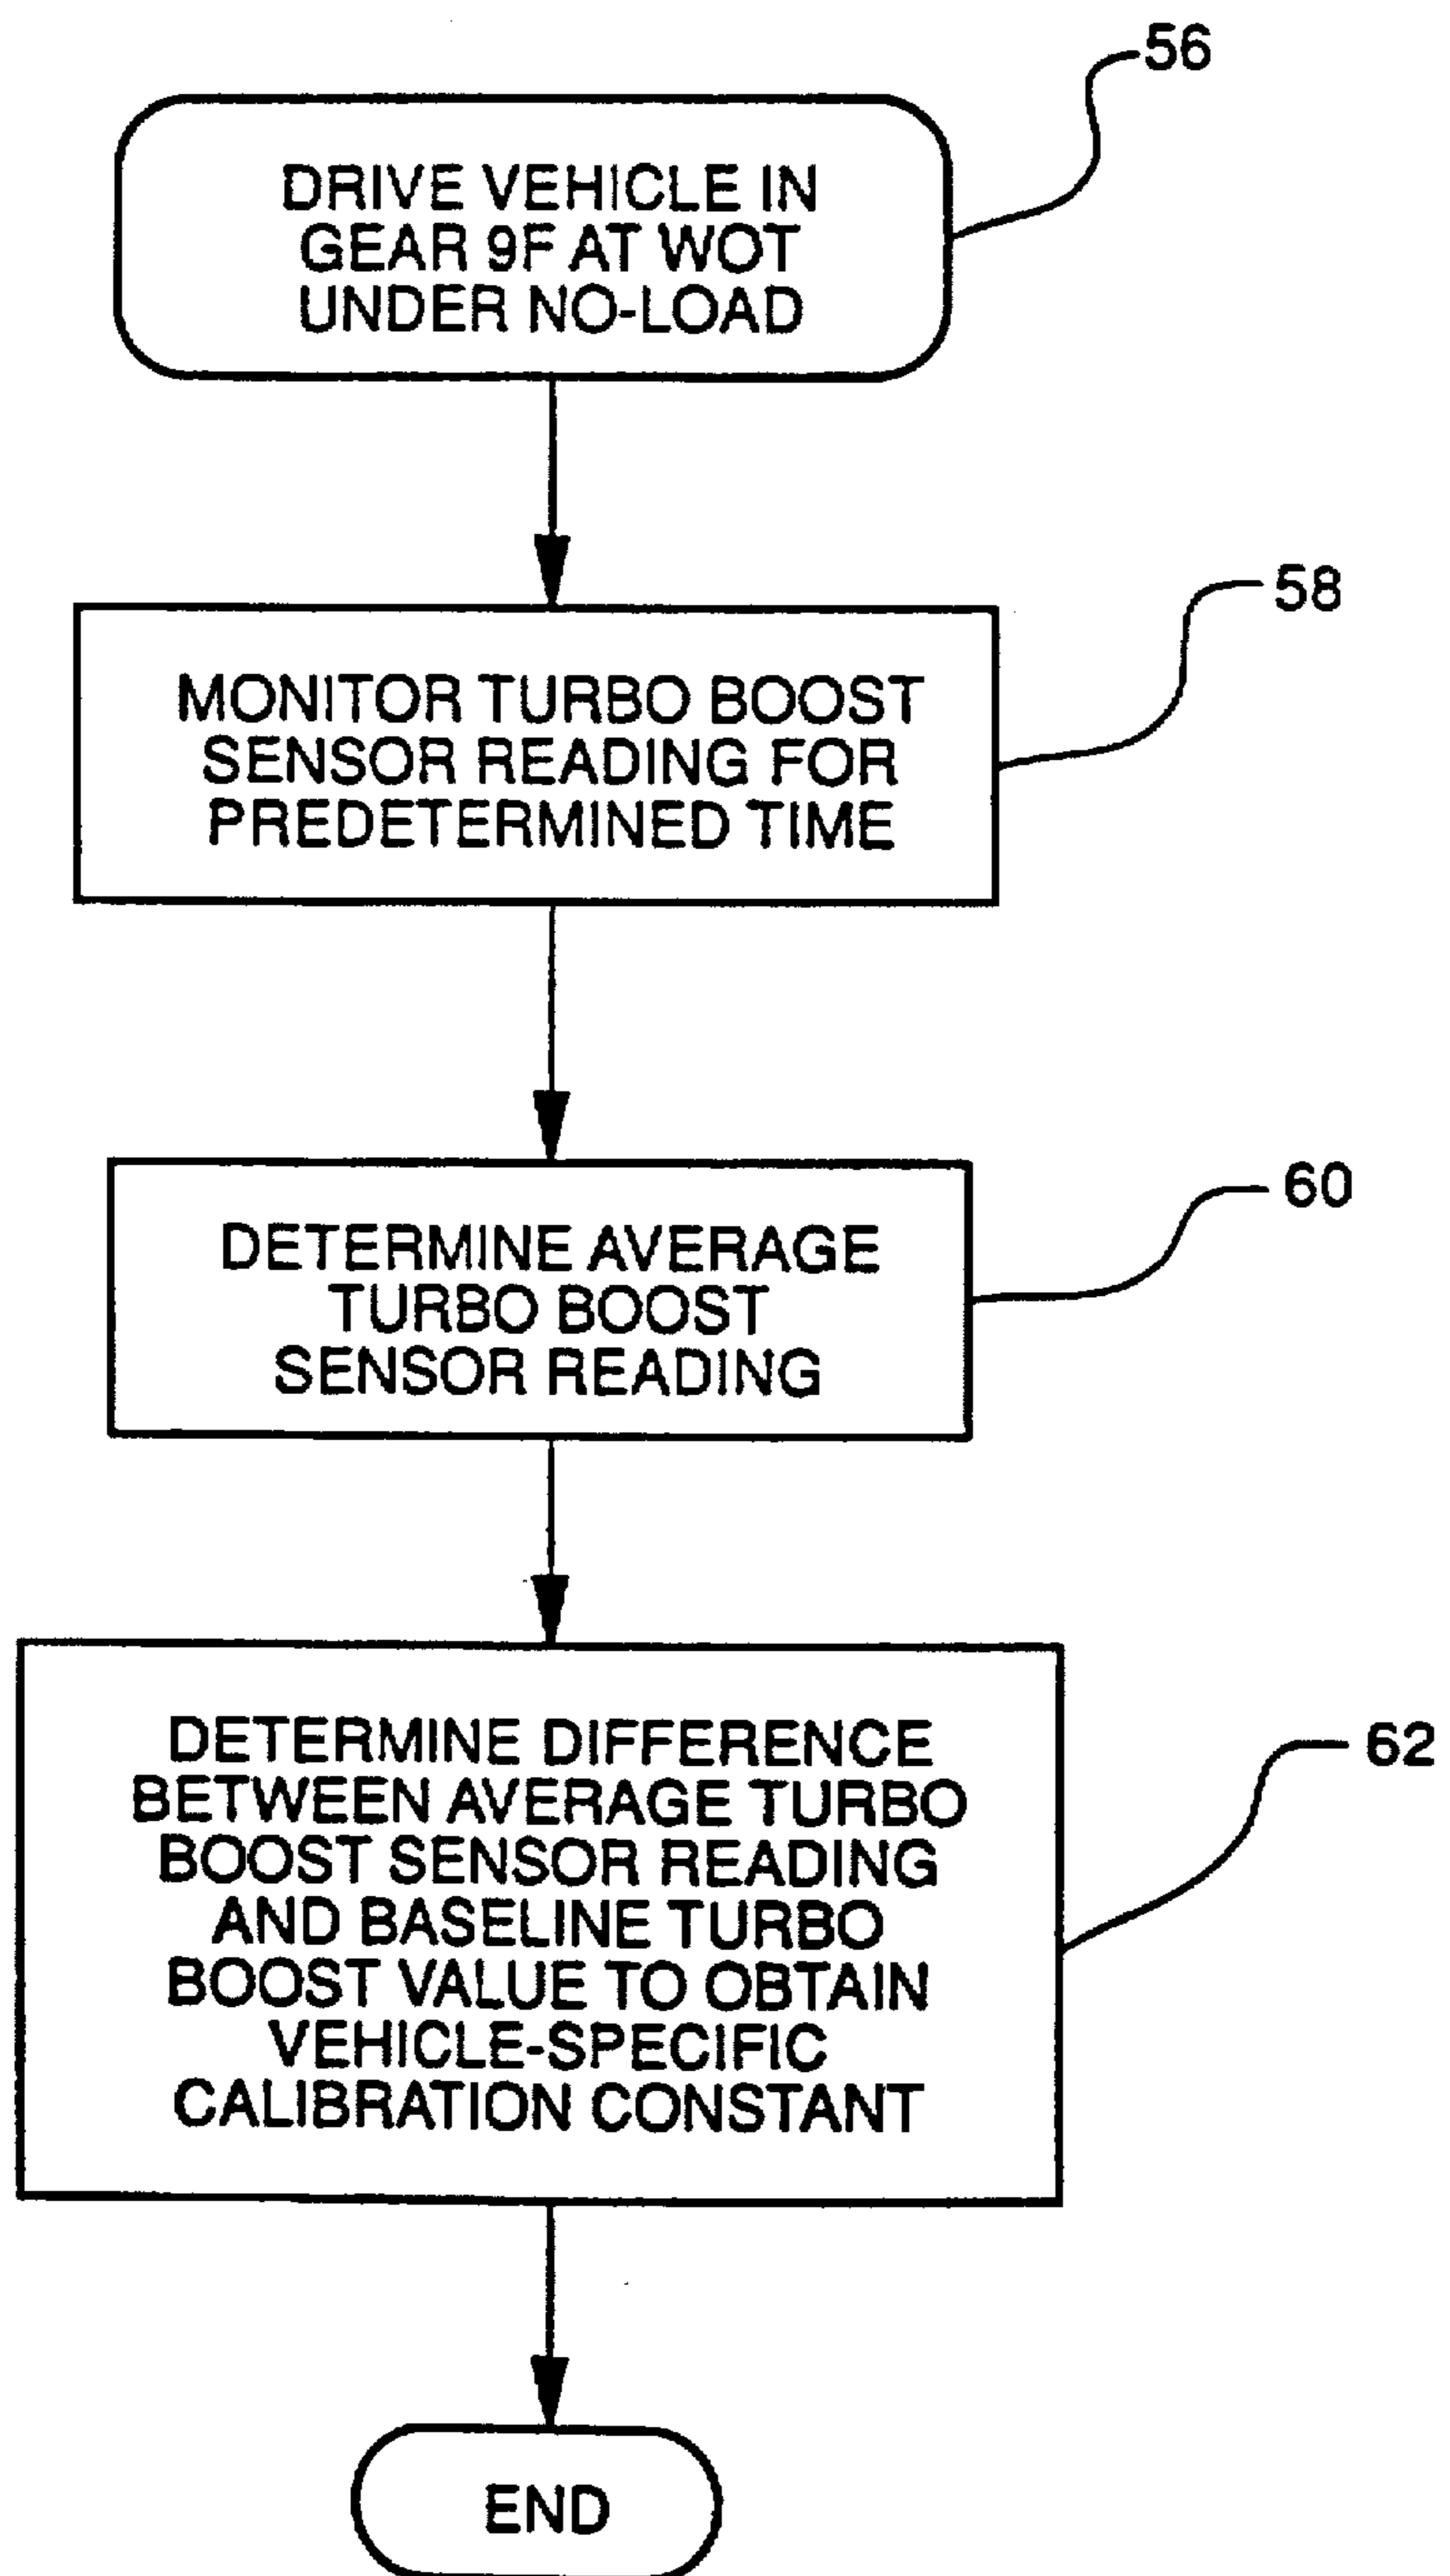 56
DRIVE VEHICLE IN
GEAR 9F AT WOT
UNDER NO-LOAD
58
MONITOR TURBO BOOST
SENSOR READING FOR
PREDETERMINED TIME
60
DETERMINE AVERAGE
TURBO BOOST
SENSOR READING
62
DETERMINE DIFFERENCE
BETWEEN AVERAGE TURBO
BOOST SENSOR READING
AND BASELINE TURBO
BOOST VALUE TO OBTAIN
VEHICLE-SPECIFIC
CALIBRATION CONSTANT
END